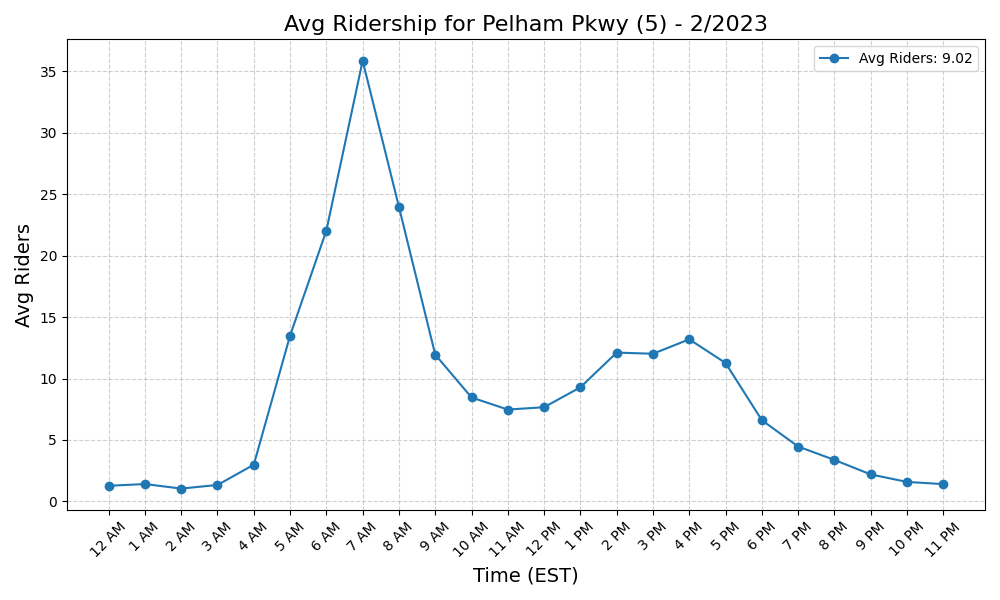 Avg Ridership for Pelham Pkwy (5) - 2/2023
Avg Riders: 9.02
Avg Riders
35
30
25
20
15
10
5
0
12 AM 1 AM 2 AM 3 AM 4 AM 5 AM 6 AM 7 AM 8 AM 9 AM 10 AM 11 AM 12 PM 1 PM 2 PM 3 PM 4 PM 5 PM 6 PM 7 PM 8 PM 9 PM 10 PM 11 PM
Time (EST)